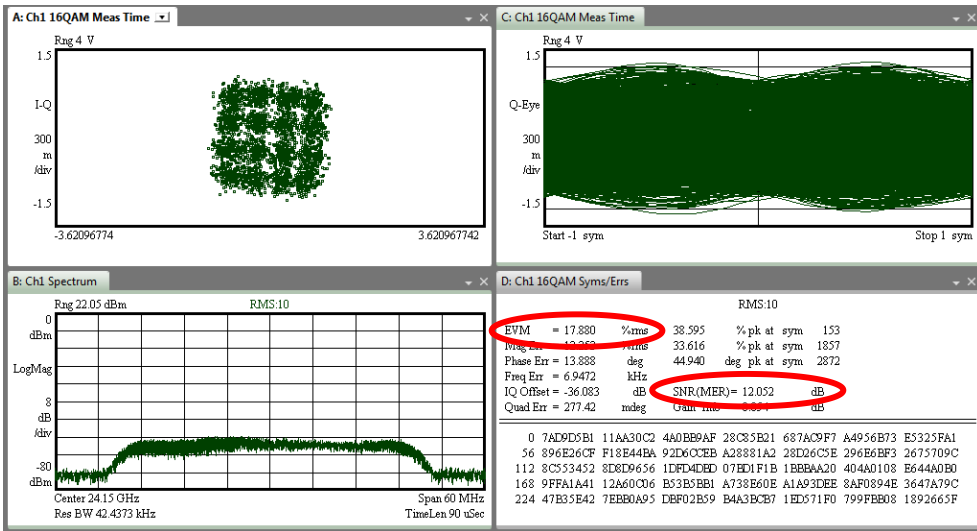 A: Ch1 16QAM Meas Time
Rng 4 V
1.5
I-Q
300
m
/div
-1.5
-3.62096774
3.620967742
C: Ch1 16QAM Meas Time
Rng 4 V
1.5
Q-Eye
300
m
/div
-1.5
Start -1 sym
Stop 1 sym
B: Ch1 Spectrum
Rng 22.05 dBm
RMS:10
0
dBm
LogMag
8
dB
/div
-80
dBm
Center 24.15 GHz
Span 60 MHz
Res BW 42.4373 kHz
TimeLen 90 uSec
D: Ch1 16QAM Syms/Errs
RMS:10
EVM = 17.880 %rms 38.595 % pk at sym 153
Mag Err = %rms 33.616 % pk at sym 1857
Phase Err = 13.888 deg 44.940 deg pk at sym 2872
Freq Err = 6.9472 kHz
IQ Offset = -36.083 dB SNR(MER)= 12.052 dB
Quad Err = 277.42 mdeg Gain dB
0 7AD9D5B1 11AA30C2 4A0BB9AF 28C85B21 687AC9F7 A4956B73 E5325FA1
56 896E26CF F18E44BA 92D6CCEB A28881A2 28D26C5E 296E6BF3 2675709C
112 8C553452 8D8D9656 1DFD4DBD 07BD1F1B 1BBBAA20 404A0108 E644A0B0
168 9FFA1A41 12A60C06 B53B5BB1 A738E60E A1A93DEE 8AF0894E 3647A79C
224 47B35E42 7EBB0A95 DBF02B59 B4A3BCB7 1ED571F0 799FBB08 1892665F